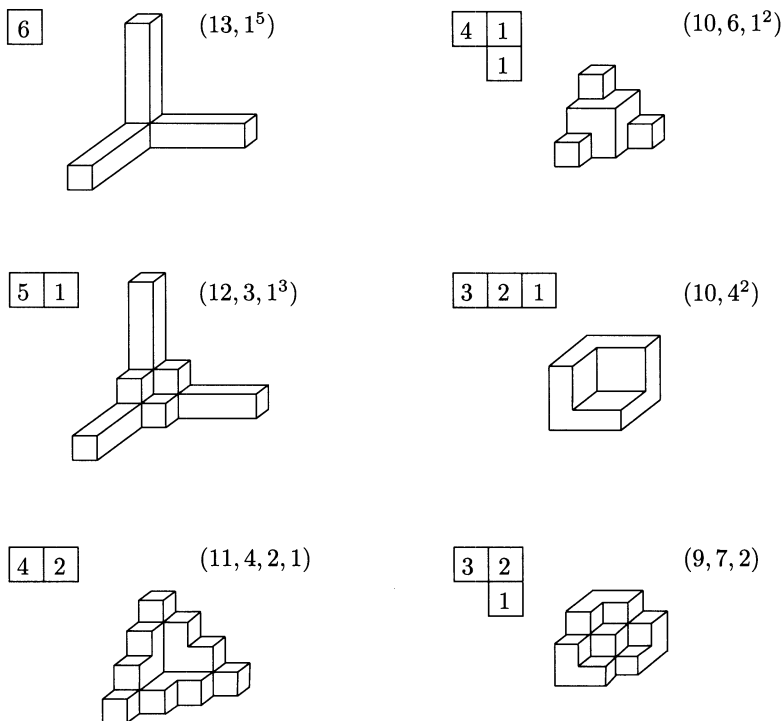 6 (13, 1⁵)
4 1 (10, 6, 1²)
1
5 1 (12, 3, 1³)
3 2 1 (10, 4²)
4 2 (11, 4, 2, 1)
3 2 (9, 7, 2)
1